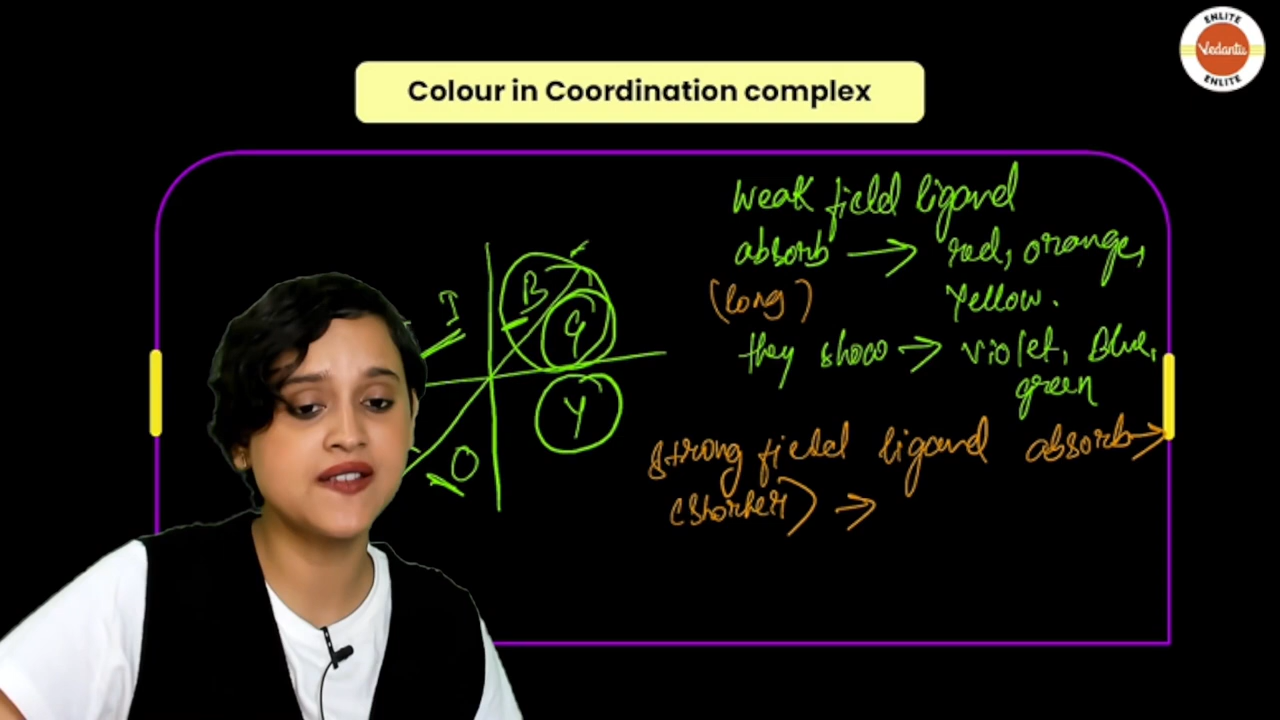 ENLITE
Vedantu
ENLITE
Colour in Coordination complex
Weak field ligand
absorb → red, orange,
(long) Yellow.
they show → violet, Blue,
green
I
B
G
Y
O
strong field ligand absorb →
(shorter) →